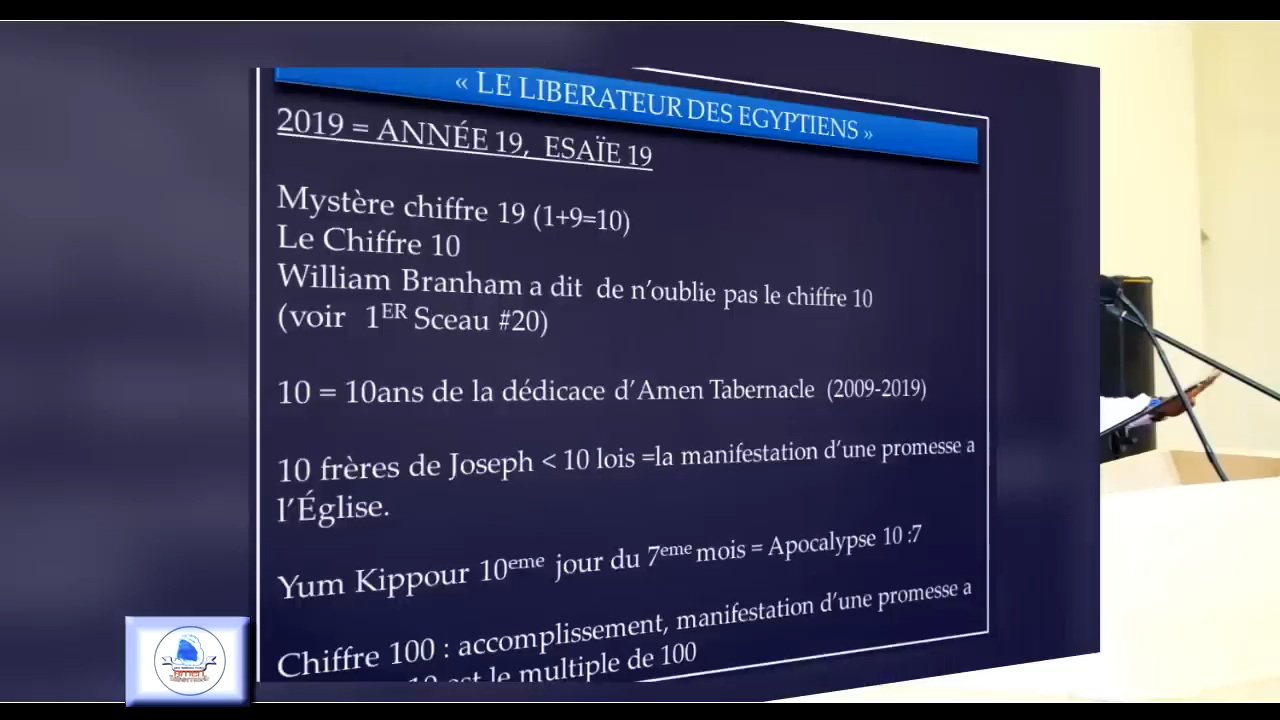 « LE LIBERATEUR DES EGYPTIENS »
2019 = ANNÉE 19, ESAÏE 19
Mystère chiffre 19 (1+9=10)
Le Chiffre 10
William Branham a dit de n’oublie pas le chiffre 10
(voir 1ER Sceau #20)
10 = 10ans de la dédicace d’Amen Tabernacle (2009-2019)
10 frères de Joseph < 10 lois =la manifestation d’une promesse a
l’Église.
Yum Kippour 10eme jour du 7eme mois = Apocalypse 10 :7
Chiffre 100 : accomplissement, manifestation d’une promesse a
10 est le multiple de 100